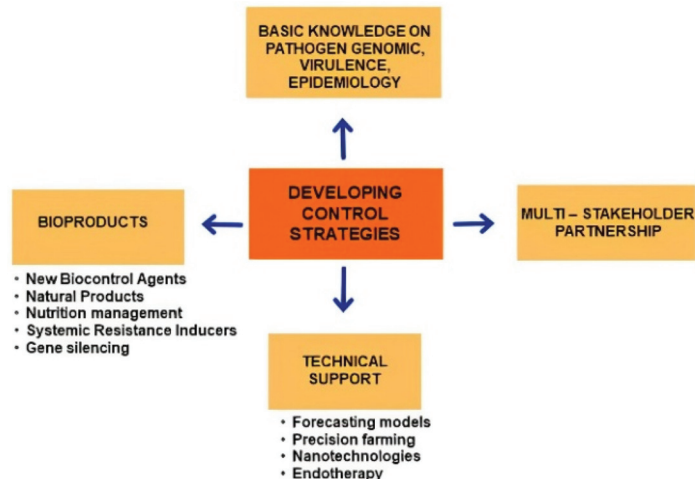 BASIC KNOWLEDGE ON
PATHOGEN GENOMIC,
VIRULENCE,
EPIDEMIOLOGY
DEVELOPING
CONTROL
STRATEGIES
BIOPRODUCTS
• New Biocontrol Agents
• Natural Products
• Nutrition management
• Systemic Resistance Inducers
• Gene silencing
MULTI – STAKEHOLDER
PARTNERSHIP
TECHNICAL
SUPPORT
• Forecasting models
• Precision farming
• Nanotechnologies
• Endotherapy